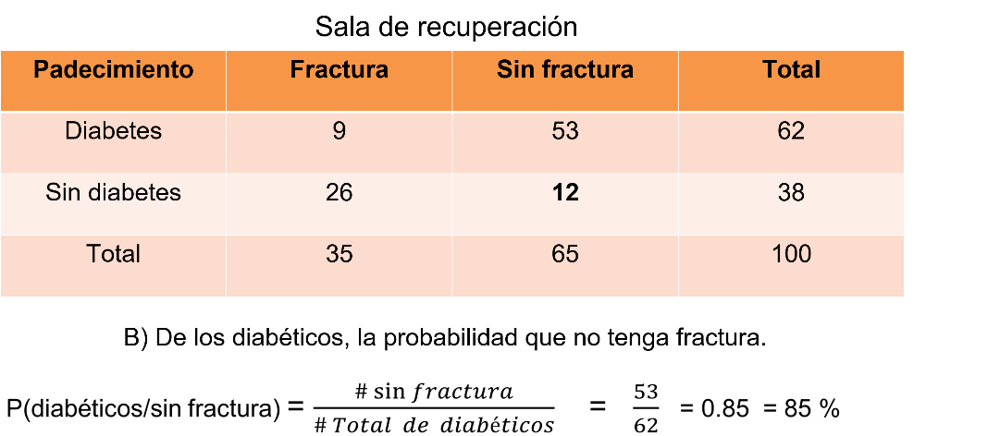 Sala de recuperación
Padecimiento Fractura Sin fractura Total
Diabetes 9 53 62
Sin diabetes 26 12 38
Total 35 65 100
B) De los diabéticos, la probabilidad que no tenga fractura.
P(diabéticos/sin fractura) = # sin fractura / # Total de diabéticos = 53/62 = 0.85 = 85 %